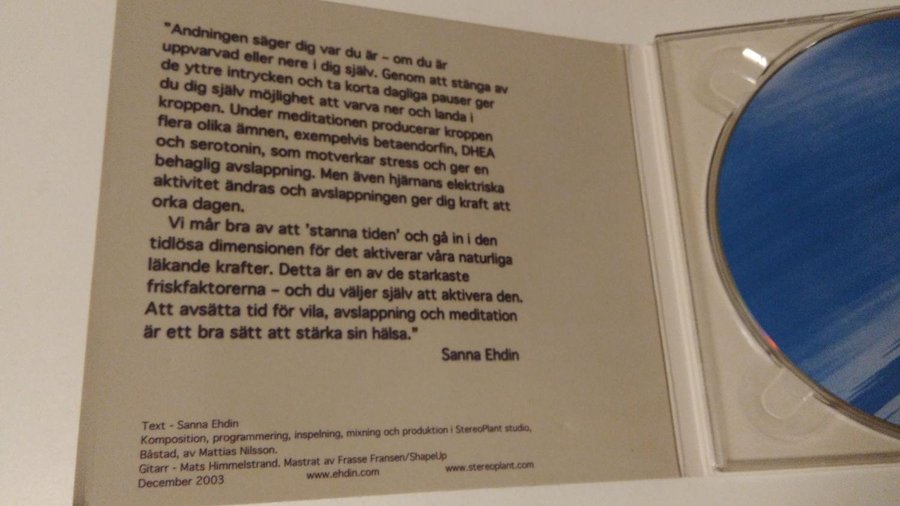 "Andningen säger dig var du är – om du är
uppvarvad eller nere i dig själv. Genom att stänga av
de yttre intrycken och ta korta dagliga pauser ger
du dig själv möjlighet att varva ner och landa i
kroppen. Under meditationen producerar kroppen
flera olika ämnen, exempelvis betaendorfin, DHEA
och serotonin, som motverkar stress och ger en
behaglig avslappning. Men även hjärnans elektriska
aktivitet ändras och avslappningen ger dig kraft att
orka dagen.
Vi mår bra av att 'stanna tiden' och gå in i den
tidlösa dimensionen för det aktiverar våra naturliga
läkande krafter. Detta är en av de starkaste
friskfaktorerna – och du väljer själv att aktivera den.
Att avsätta tid för vila, avslappning och meditation
är ett bra sätt att stärka sin hälsa."
Sanna Ehdin
Text - Sanna Ehdin
Komposition, programmering, inspelning, mixning och produktion i StereoPlant studio,
Båstad, av Mattias Nilsson.
Gitarr - Mats Himmelstrand. Mastrat av Frasse Fransen/ShapeUp
December 2003 www.ehdin.com www.stereoplant.com